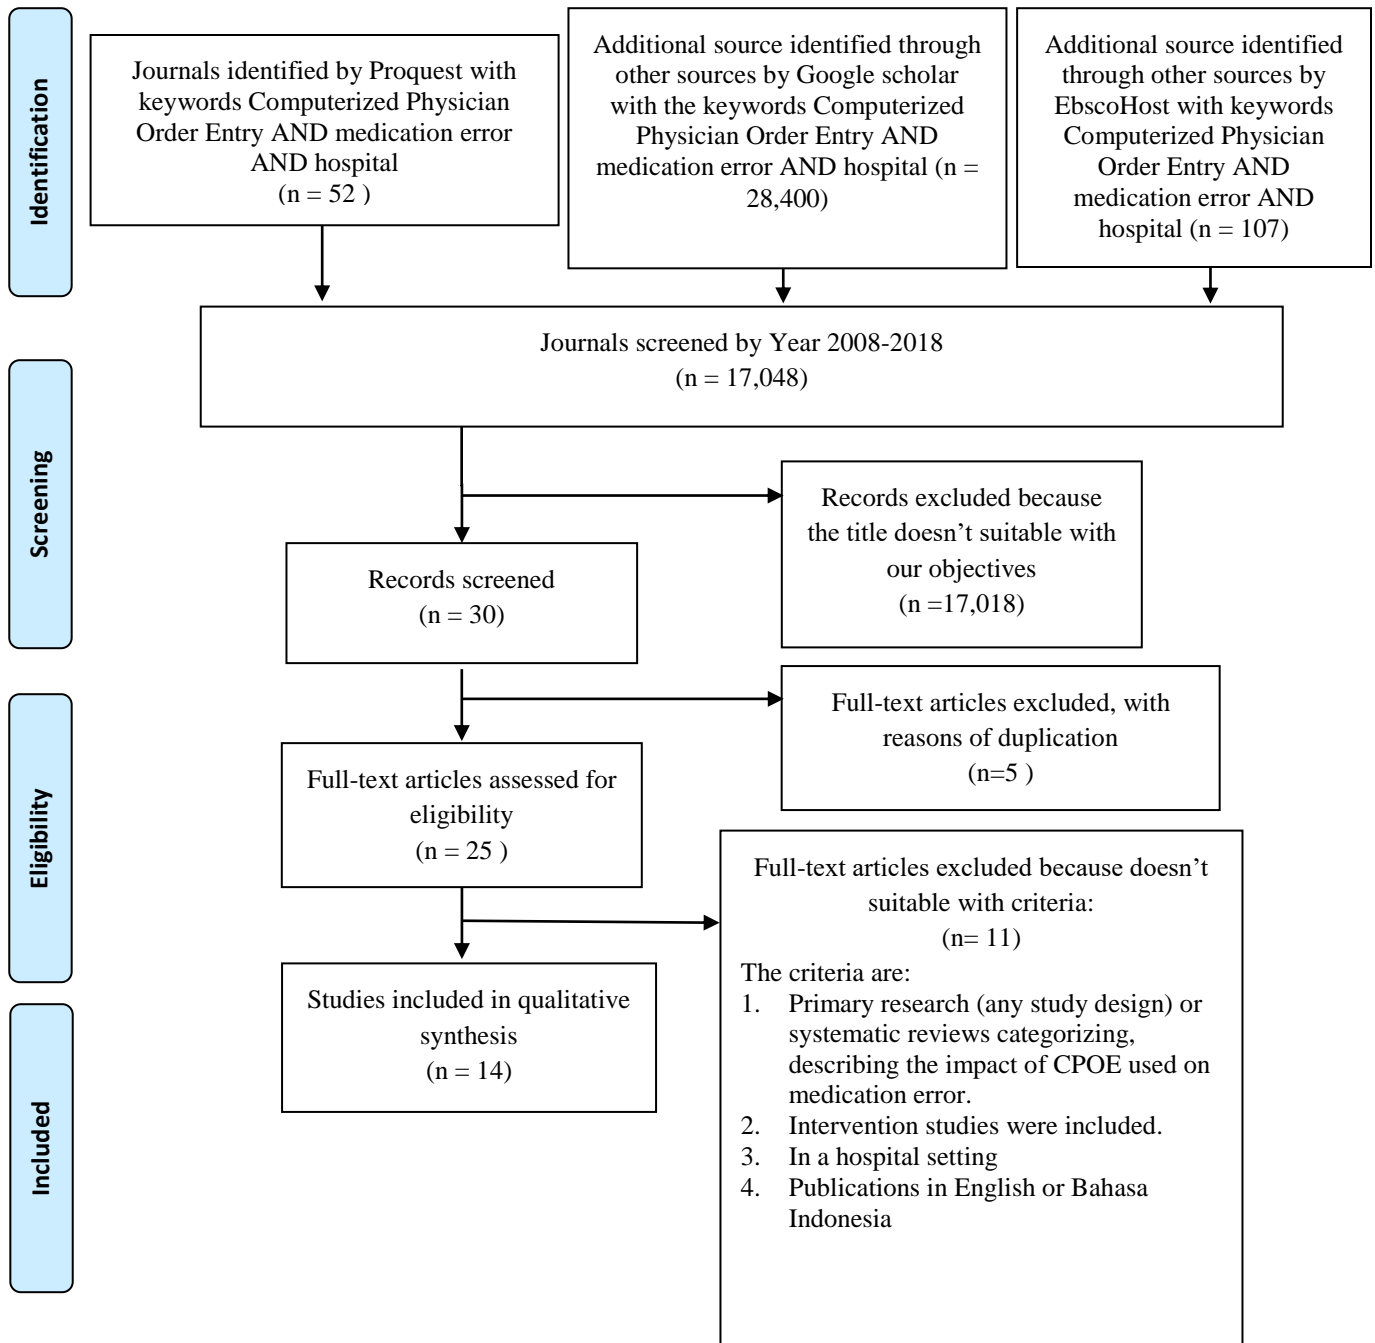 Identification
Journals identified by Proquest with
keywords Computerized Physician
Order Entry AND medication error
AND hospital
(n = 52 )
Additional source identified through
other sources by Google scholar
with the keywords Computerized
Physician Order Entry AND
medication error AND hospital (n =
28,400)
Additional source identified
through other sources by
EbscoHost with keywords
Computerized Physician
Order Entry AND
medication error AND
hospital (n = 107)
Screening
Journals screened by Year 2008-2018
(n = 17,048)
Records excluded because
the title doesn’t suitable with
our objectives
(n =17,018)
Records screened
(n = 30)
Eligibility
Full-text articles excluded, with
reasons of duplication
(n=5 )
Full-text articles assessed for
eligibility
(n = 25 )
Full-text articles excluded because doesn’t
suitable with criteria:
(n= 11)
The criteria are:
1. Primary research (any study design) or
systematic reviews categorizing,
describing the impact of CPOE used on
medication error.
2. Intervention studies were included.
3. In a hospital setting
4. Publications in English or Bahasa
Indonesia
Included
Studies included in qualitative
synthesis
(n = 14)